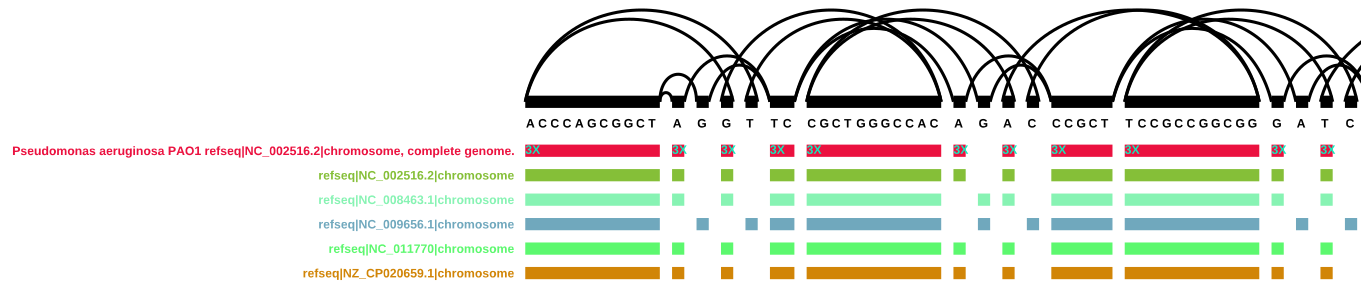 ACCCAGCGGCT A G G T TC CGCTGGGCCAC A G A C CCGCT TCCGCCGGCGG G A T C
Pseudomonas aeruginosa PAO1 refseq|NC_002516.2|chromosome, complete genome. 3X 3X 3X 3X 3X 3X 3X 3X 3X 3X 3X
refseq|NC_002516.2|chromosome
refseq|NC_008463.1|chromosome
refseq|NC_009656.1|chromosome
refseq|NC_011770|chromosome
refseq|NZ_CP020659.1|chromosome